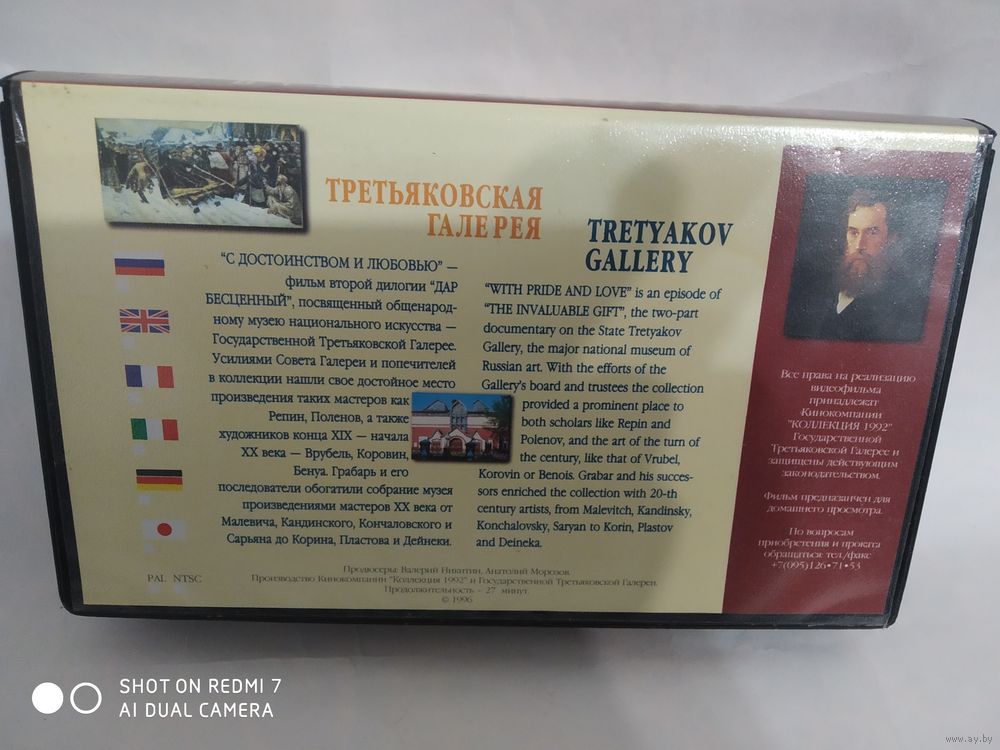 ТРЕТЬЯКОВСКАЯ
ГАЛЕРЕЯ
"С ДОСТОИНСТВОМ И ЛЮБОВЬЮ" —
фильм второй дилогии "ДАР
БЕСЦЕННЫЙ", посвященный общенарод-
ному музею национального искусства —
Государственной Третьяковской Галерее.
Усилиями Совета Галереи и попечителей
в коллекции нашли свое достойное место
произведения таких мастеров как
Репин, Поленов, а также
художников конца XIX — начала
XX века — Врубель, Коровин,
Бенуа. Грабарь и его
последователи обогатили собрание музея
произведениями мастеров XX века от
Малевича, Кандинского, Кончаловского и
Сарьяна до Корина, Пластова и Дейнеки.
TRETYAKOV
GALLERY
"WITH PRIDE AND LOVE" is an episode of
"THE INVALUABLE GIFT", the two-part
documentary on the State Tretyakov
Gallery, the major national museum of
Russian art. With the efforts of the
Gallery's board and trustees the collection
provided a prominent place to
both scholars like Repin and
Polenov, and the art of the turn of
the century, like that of Vrubel,
Korovin or Benois. Grabar and his succes-
sors enriched the collection with 20-th
century artists, from Malevitch, Kandinsky,
Konchalovsky, Saryan to Korin, Plastov
and Deineka.
Все права на реализацию
видеофильма
принадлежат
Кинокомпании
"КОЛЛЕКЦИЯ 1992"
Государственной
Третьяковской Галерее и
защищены действующим
законодательством.
Фильм предназначен для
домашнего просмотра.
По вопросам
приобретения и проката
обращаться: тел./факс
+7(095)126•71•53
PAL NTSC
Продюсеры: Валерий Никитин, Анатолий Морозов.
Производство Кинокомпании "Коллекция 1992" и Государственной Третьяковской Галереи.
Продолжительность – 27 минут.
© 1996
SHOT ON REDMI 7
AI DUAL CAMERA
www.ay.by